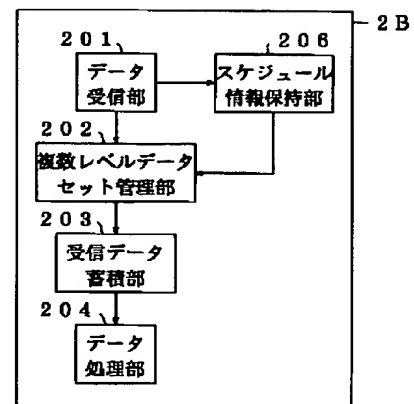 2B
201
データ
受信部
206
スケジュール
情報保持部
202
複数レベルデータ
セット管理部
203
受信データ
蓄積部
204
データ
処理部